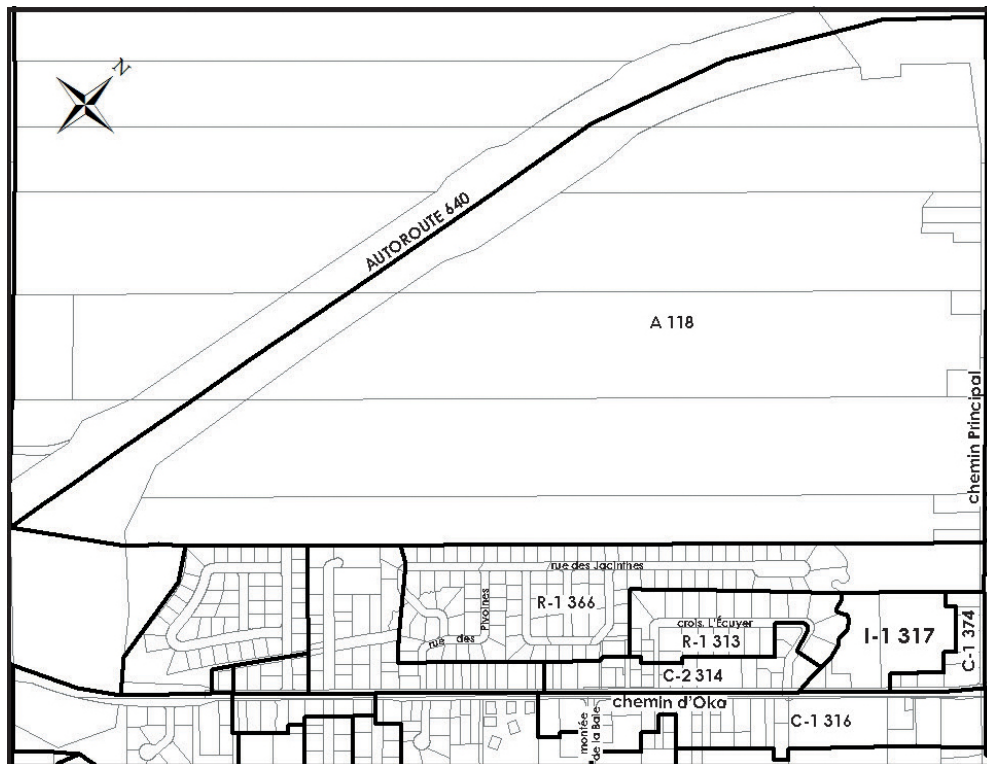 N
AUTOROUTE 640
A 118
chemin Principal
rue des Jacinthes
R-1 366
rue des
Pivoines
crois. L'Écuyer
R-1 313
I-1 317
C-1 374
C-2 314
chemin d'Oka
montée
de la Baie
C-1 316